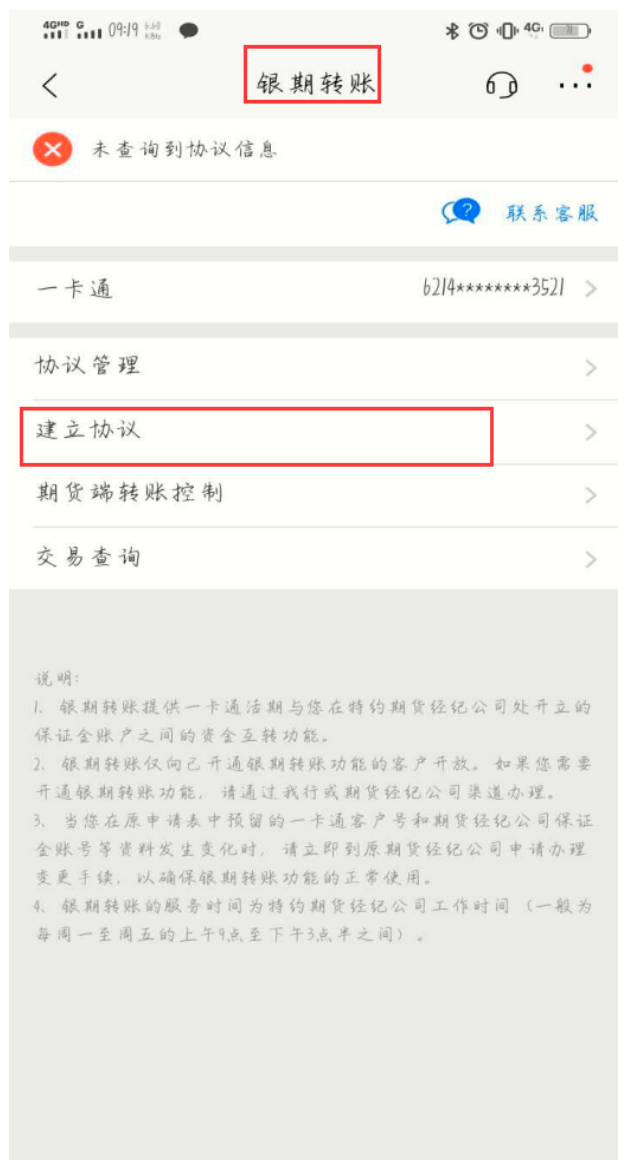 4GHD G 09:19 4G
银期转账
未查询到协议信息
联系客服
一卡通 6214********3521
协议管理
建立协议
期货端转账控制
交易查询
说明:
1、银期转账提供一卡通活期与您在特约期货经纪公司处开立的
保证金账户之间的资金互转功能。
2、银期转账仅向已开通银期转账功能的客户开放。如果您需要
开通银期转账功能，请通过我行或期货经纪公司渠道办理。
3、当您在原申请表中预留的一卡通客户号和期货经纪公司保证
金账号等资料发生变化时，请立即到原期货经纪公司申请办理
变更手续，以确保银期转账功能的正常使用。
4、银期转账的服务时间为特约期货经纪公司工作时间（一般为
每周一至周五的上午9点至下午3点半之间）。